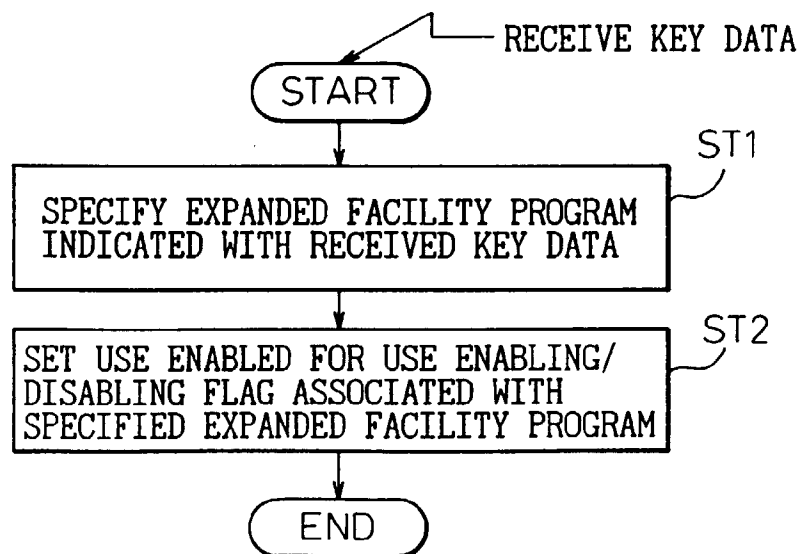 RECEIVE KEY DATA
START
ST1
SPECIFY EXPANDED FACILITY PROGRAM
INDICATED WITH RECEIVED KEY DATA
ST2
SET USE ENABLED FOR USE ENABLING/
DISABLING FLAG ASSOCIATED WITH
SPECIFIED EXPANDED FACILITY PROGRAM
END